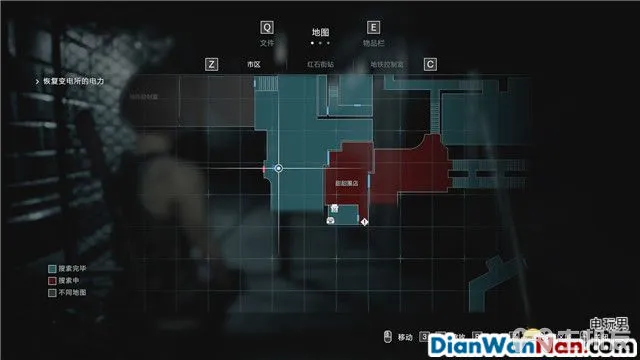 Q E
地图
文件 物品栏
Z 市区 红石街站 地铁控制室 C
› 恢复变电所的电力
甜甜圈店
搜索完毕
搜索中
不同地图
移动
电玩男
DianWanNan.com